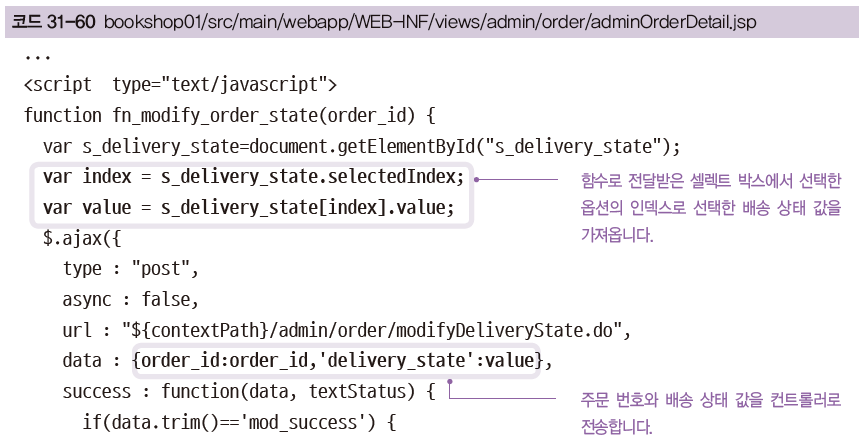 코드 31-60 bookshop01/src/main/webapp/WEB-INF/views/admin/order/adminOrderDetail.jsp
...
<script  type="text/javascript">
function fn_modify_order_state(order_id) {
  var s_delivery_state=document.getElementById("s_delivery_state");
  var index = s_delivery_state.selectedIndex;
  var value = s_delivery_state[index].value;
함수로 전달받은 셀렉트 박스에서 선택한
옵션의 인덱스로 선택한 배송 상태 값을
가져옵니다.
  $.ajax({
    type : "post",
    async : false,
    url : "${contextPath}/admin/order/modifyDeliveryState.do",
    data : {order_id:order_id,'delivery_state':value},
    success : function(data, textStatus) {
주문 번호와 배송 상태 값을 컨트롤러로
전송합니다.
      if(data.trim()=='mod_success') {